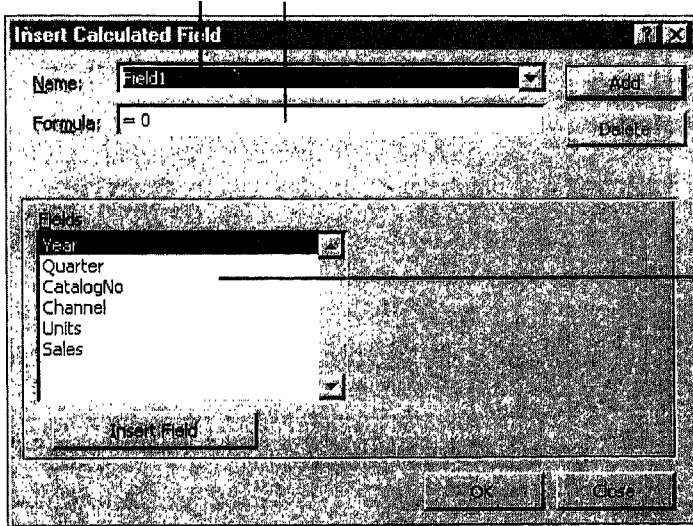 Insert Calculated Field
Name: Field1 Add
Formula: = 0 Delete
Fields
Year
Quarter
CatalogNo
Channel
Units
Sales
Insert Field
OK Close